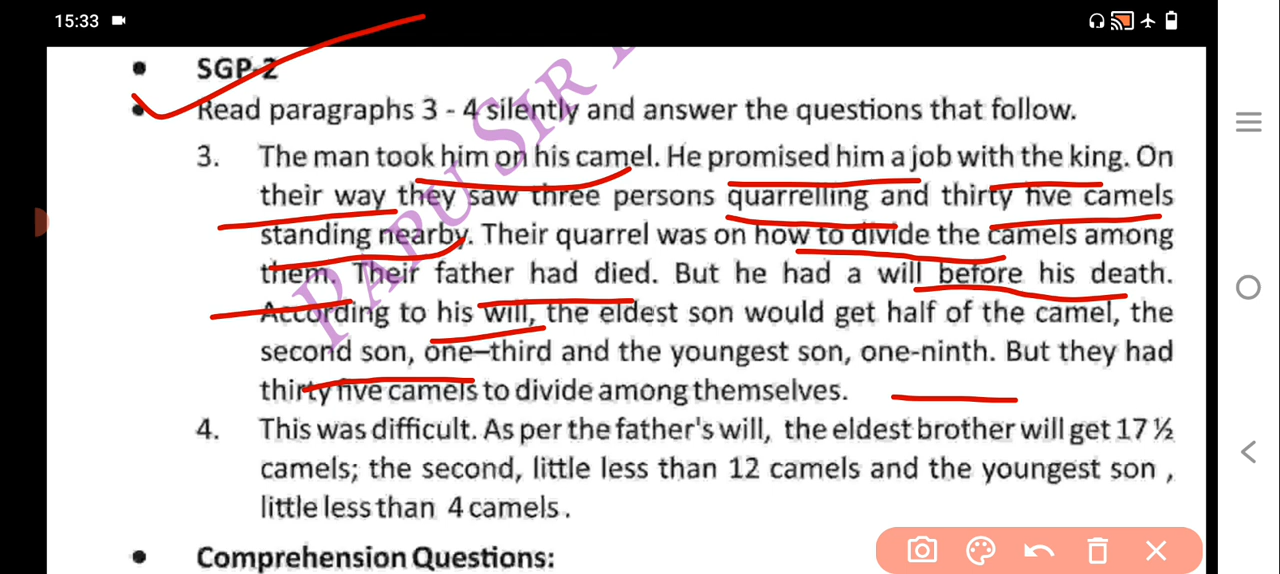 15:33
• SGP-2
• Read paragraphs 3 - 4 silently and answer the questions that follow.
3. The man took him on his camel. He promised him a job with the king. On
their way they saw three persons quarrelling and thirty five camels
standing nearby. Their quarrel was on how to divide the camels among
them. Their father had died. But he had a will before his death.
According to his will, the eldest son would get half of the camel, the
second son, one–third and the youngest son, one-ninth. But they had
thirty five camels to divide among themselves.
4. This was difficult. As per the father's will, the eldest brother will get 17 ½
camels; the second, little less than 12 camels and the youngest son ,
little less than 4 camels .
• Comprehension Questions:
PAPU SIR